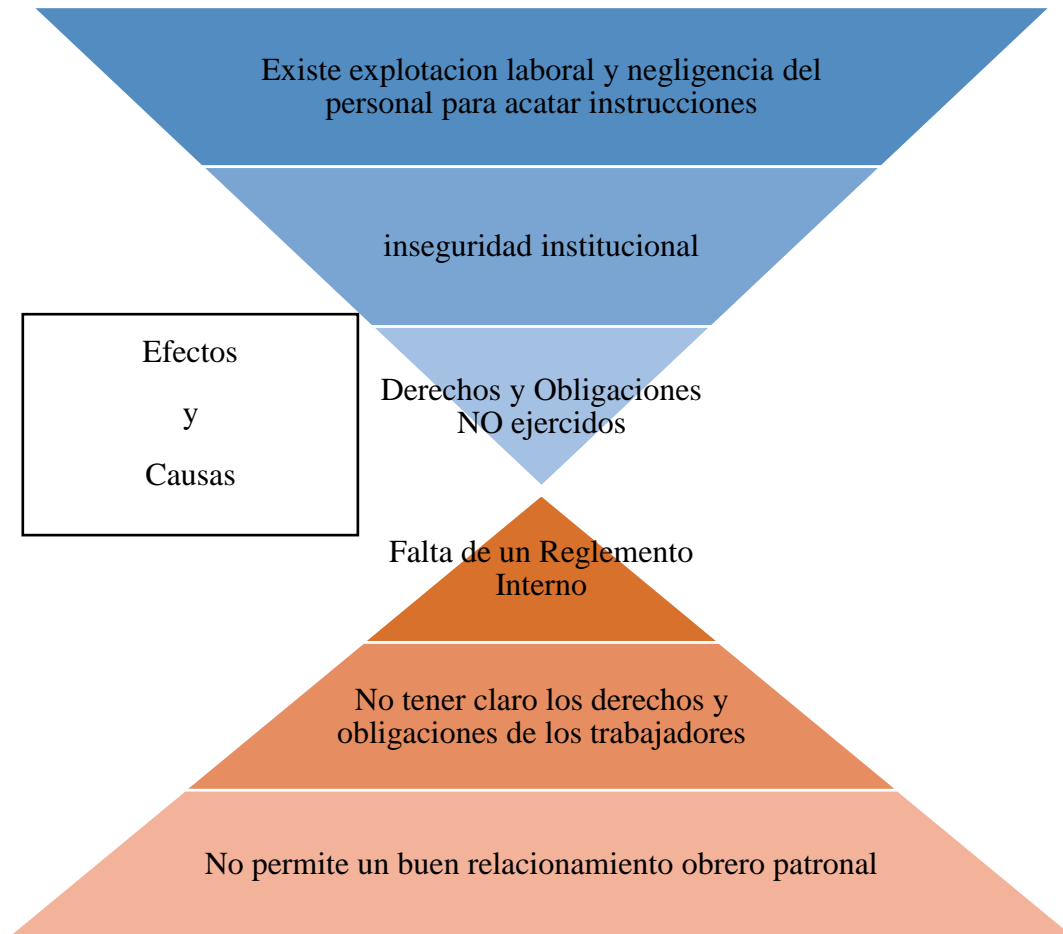 Existe explotacion laboral y negligencia del
personal para acatar instrucciones
inseguridad institucional
Efectos
y
Causas
Derechos y Obligaciones
NO ejercidos
Falta de un Reglemento
Interno
No tener claro los derechos y
obligaciones de los trabajadores
No permite un buen relacionamiento obrero patronal